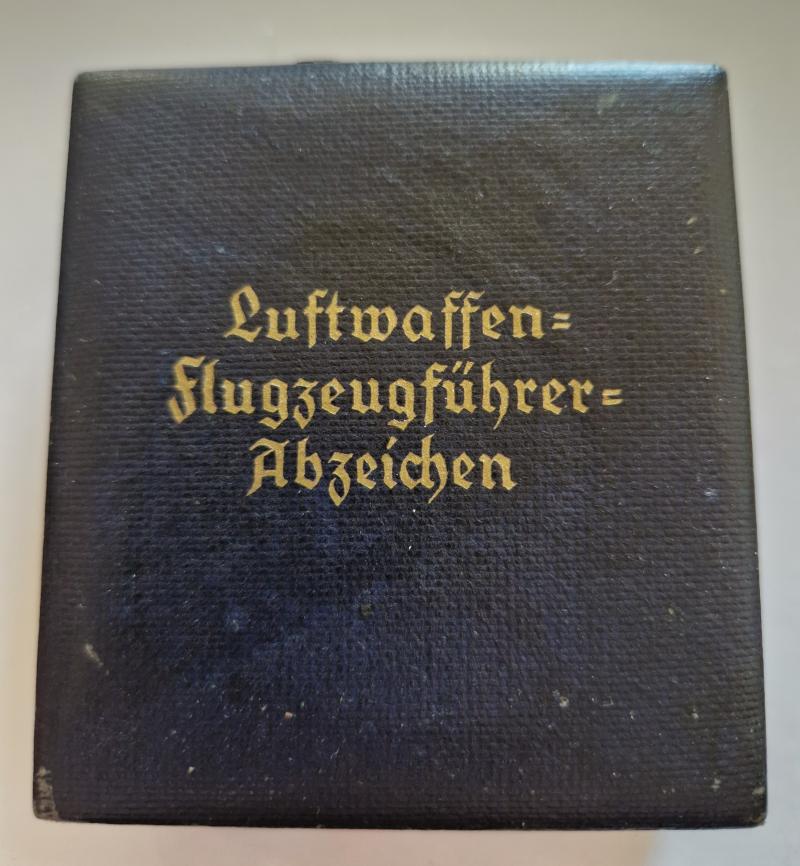 Luftwaffen=
Flugzeugführer=
Abzeichen